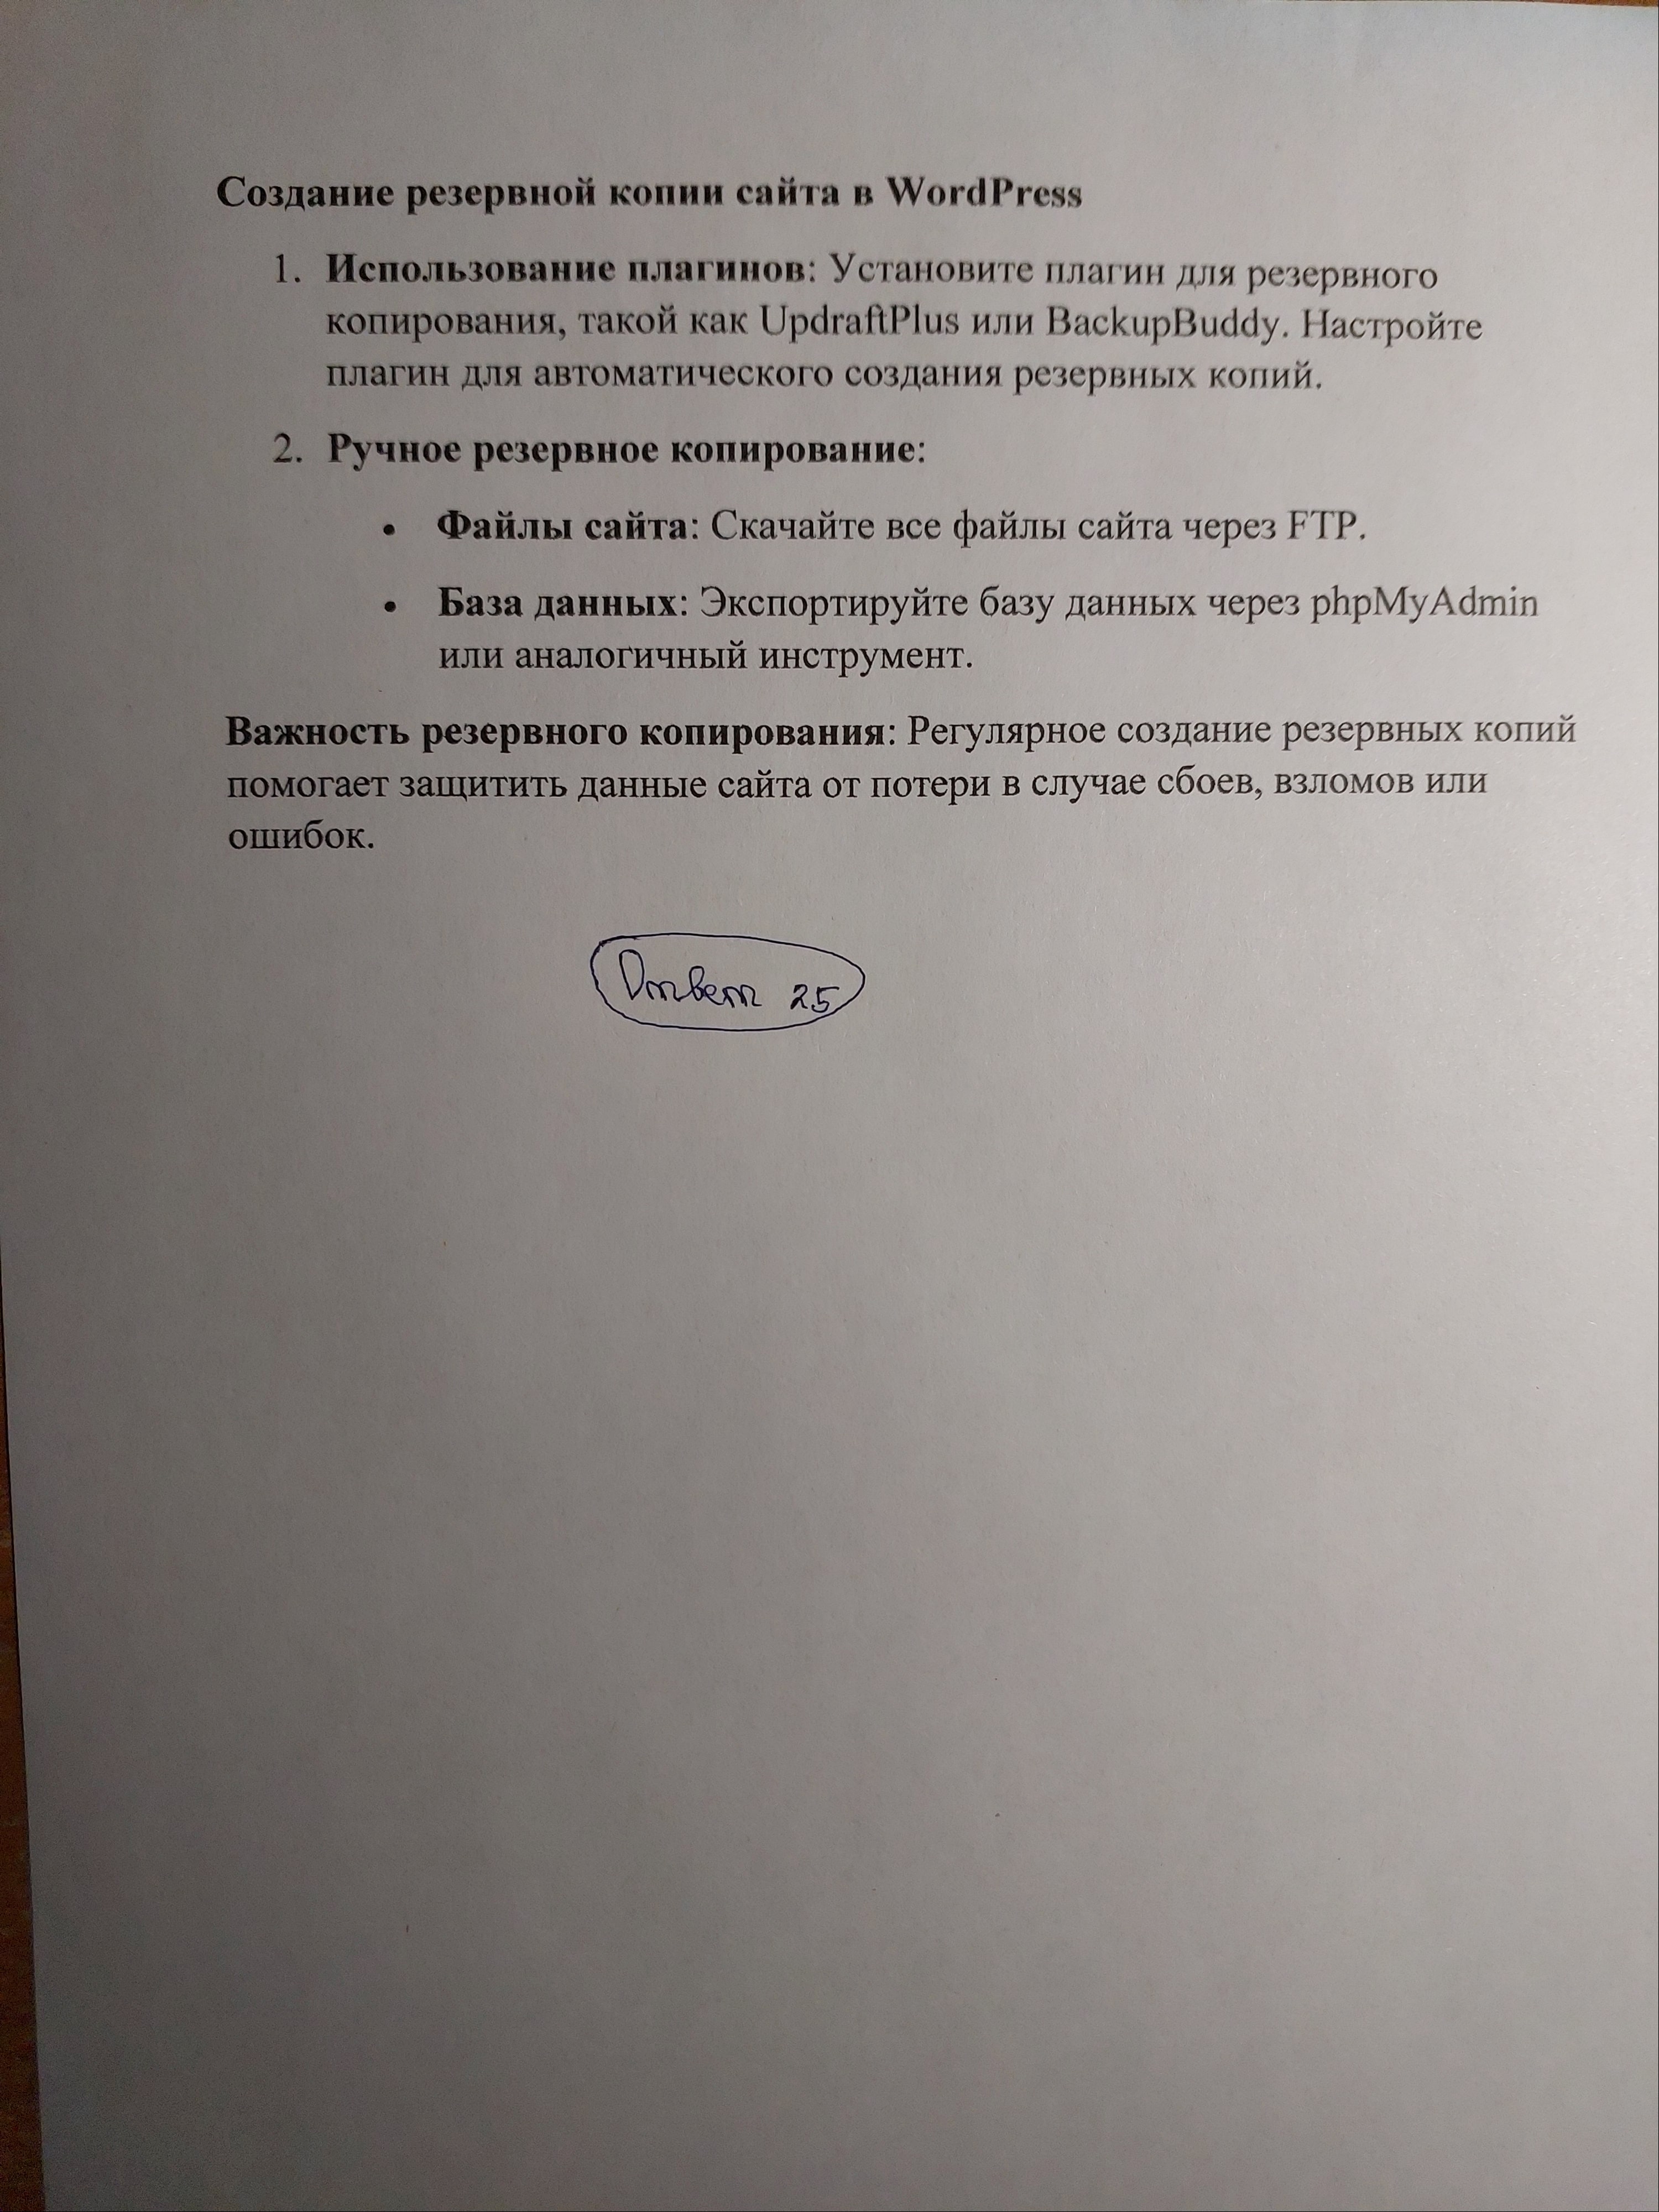 Создание резервной копии сайта в WordPress
1. Использование плагинов: Установите плагин для резервного
копирования, такой как UpdraftPlus или BackupBuddy. Настройте
плагин для автоматического создания резервных копий.
2. Ручное резервное копирование:
• Файлы сайта: Скачайте все файлы сайта через FTP.
• База данных: Экспортируйте базу данных через phpMyAdmin
или аналогичный инструмент.
Важность резервного копирования: Регулярное создание резервных копий
помогает защитить данные сайта от потери в случае сбоев, взломов или
ошибок.
Ответ 25